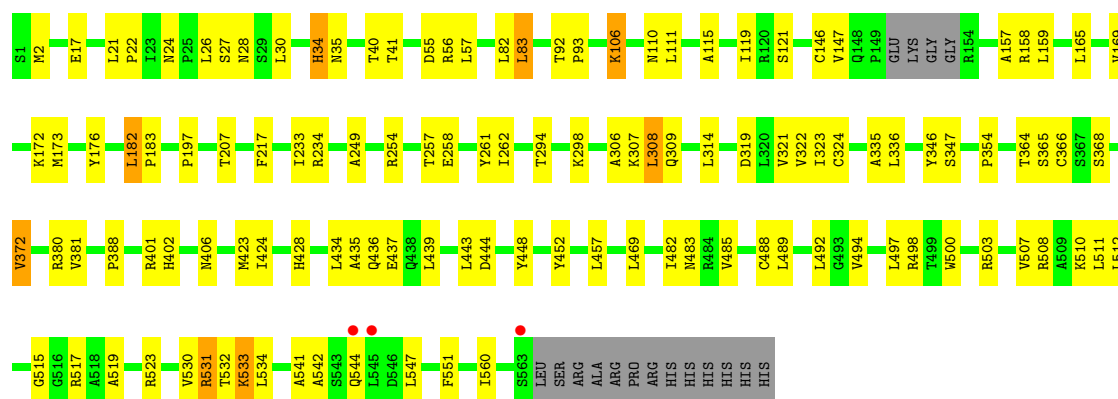 S1 M2 E17 L21 P22 I23 N24 P25 L26 S27 N28 S29 L30 H34 N35 T40 T41 D55 R56 L57 L82 L83 T92 P93 K106 N110 L111 A115 I119 R120 S121 C146 V147 Q148 P149 GLU LYS GLY GLY R154 A157 R158 L159 L165 V169
K172 M173 Y176 L182 P183 P197 T207 F217 T233 R234 A249 R254 T257 E258 Y261 I262 T294 K298 A306 K307 L308 Q309 L314 D319 L320 V321 V322 I323 C324 A335 L336 Y346 S347 P354 T364 S365 C366 S367 S368
V372 R380 V381 P388 R401 H402 N406 M423 I424 H428 L434 A435 Q436 E437 Q438 L439 L443 D444 Y448 Y452 L457 L469 I482 N483 R484 V485 C488 L489 L492 G493 V494 L497 R498 T499 W500 R503 V507 R508 A509 K510 L511
G515 G516 R517 A518 A519 R523 V530 R531 T532 K533 L534 A541 A542 S543 Q544 L545 D546 L547 F551 I560 S563 LEU SER ARG ALA ARG PRO ARG HIS HIS HIS HIS HIS HIS